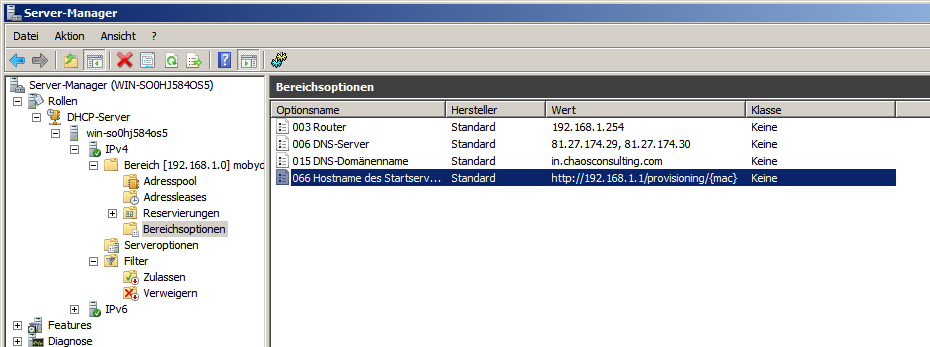 Server-Manager
Datei Aktion Ansicht ?
Server-Manager (WIN-SO0HJ584OS5)
Rollen
DHCP-Server
win-so0hj584os5
IPv4
Bereich [192.168.1.0] mobyd
Adresspool
Adressleases
Reservierungen
Bereichsoptionen
Serveroptionen
Filter
Zulassen
Verweigern
IPv6
Features
Diagnose
Bereichsoptionen
Optionsname Hersteller Wert Klasse
003 Router Standard 192.168.1.254 Keine
006 DNS-Server Standard 81.27.174.29, 81.27.174.30 Keine
015 DNS-Domänenname Standard in.chaosconsulting.com Keine
066 Hostname des Startserv... Standard http://192.168.1.1/provisioning/{mac} Keine